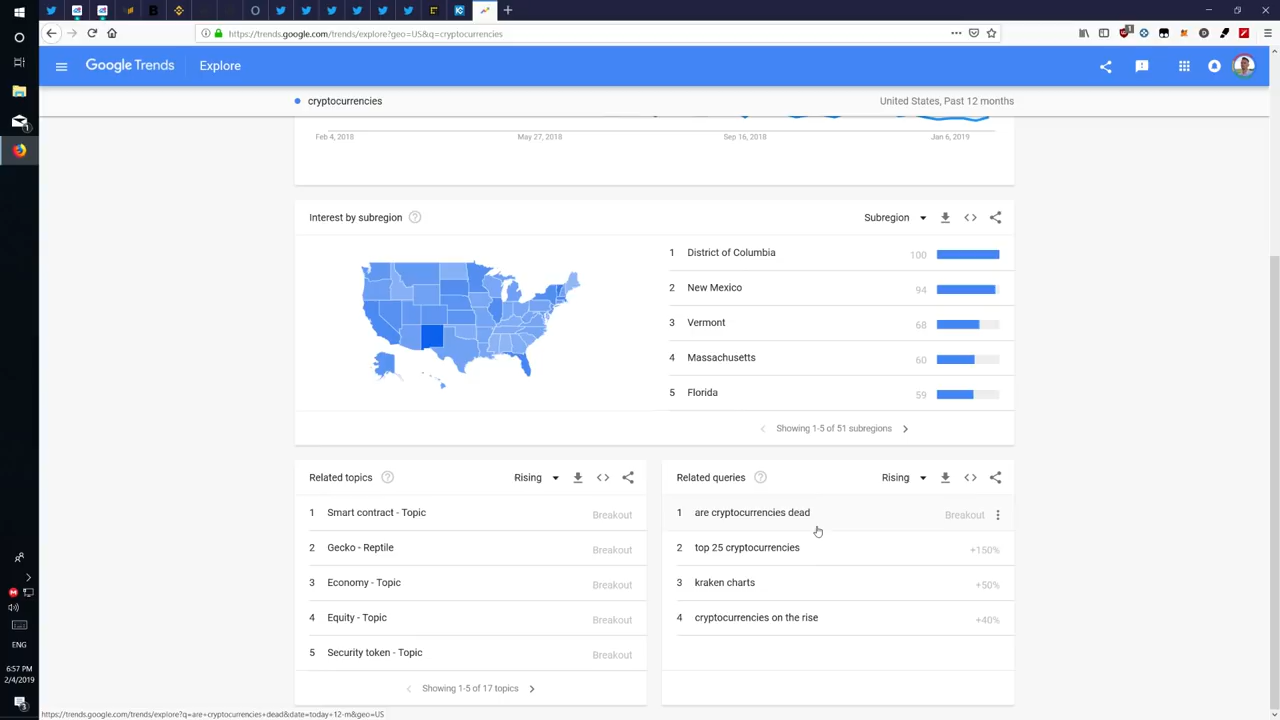 https://trends.google.com/trends/explore?geo=US&q=cryptocurrencies
Google Trends Explore
cryptocurrencies United States, Past 12 months
Feb 4, 2018 May 27, 2018 Sep 16, 2018 Jan 6, 2019
Interest by subregion Subregion
1 District of Columbia 100
2 New Mexico 94
3 Vermont 68
4 Massachusetts 60
5 Florida 59
Showing 1-5 of 51 subregions
Related topics Rising
1 Smart contract - Topic Breakout
2 Gecko - Reptile Breakout
3 Economy - Topic Breakout
4 Equity - Topic Breakout
5 Security token - Topic Breakout
Showing 1-5 of 17 topics
Related queries Rising
1 are cryptocurrencies dead Breakout
2 top 25 cryptocurrencies +150%
3 kraken charts +50%
4 cryptocurrencies on the rise +40%
ENG
6:57 PM
2/4/2019
https://trends.google.com/trends/explore?q=are+cryptocurrencies+dead&date=today+12-m&geo=US